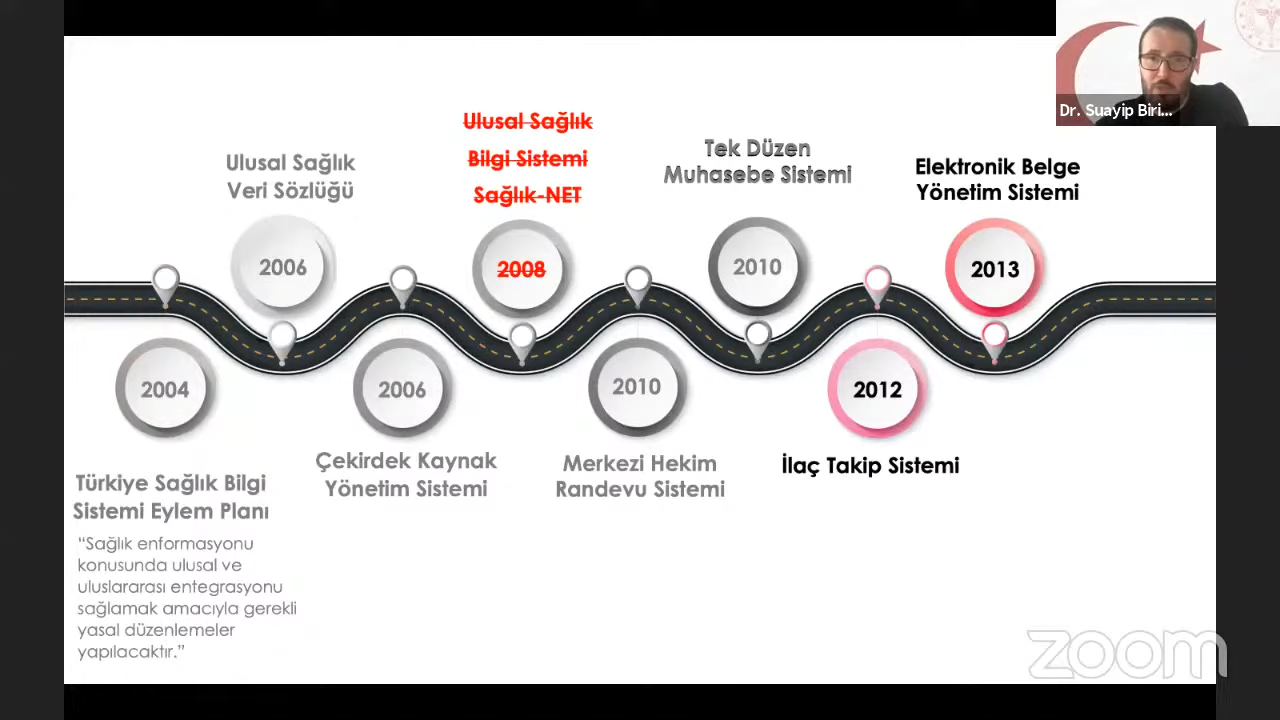 Dr. Suayip Biri...
Ulusal Sağlık
Veri Sözlüğü
2006
Ulusal Sağlık
Bilgi Sistemi
Sağlık-NET
2008
Tek Düzen
Muhasebe Sistemi
2010
Elektronik Belge
Yönetim Sistemi
2013
2004
Türkiye Sağlık Bilgi
Sistemi Eylem Planı
“Sağlık enformasyonu
konusunda ulusal ve
uluslararası entegrasyonu
sağlamak amacıyla gerekli
yasal düzenlemeler
yapılacaktır.”
2006
Çekirdek Kaynak
Yönetim Sistemi
2010
Merkezi Hekim
Randevu Sistemi
2012
İlaç Takip Sistemi
zoom